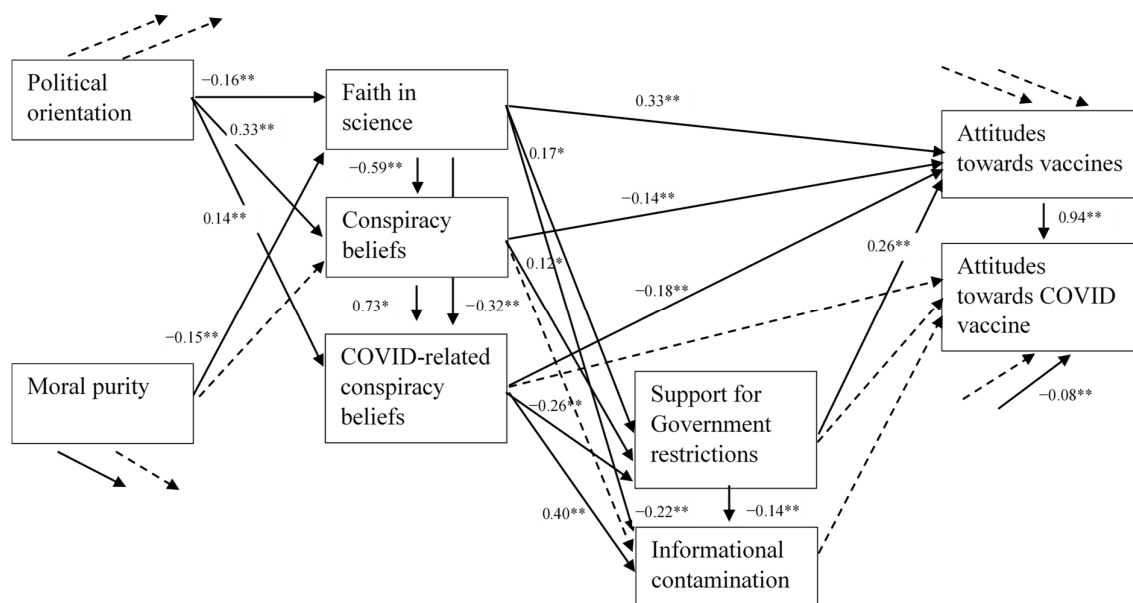 Political
orientation
−0.16**
Faith in
science
0.33**
0.33**
Attitudes
towards vaccines
0.17*
−0.59**
0.14**
Conspiracy
beliefs
−0.14**
0.94**
0.26**
0.12*
Attitudes
towards COVID
vaccine
0.73*
−0.32**
−0.18**
−0.15**
Moral purity
COVID-related
conspiracy
beliefs
−0.26**
Support for
Government
restrictions
−0.08**
0.40**
−0.22**
−0.14**
Informational
contamination